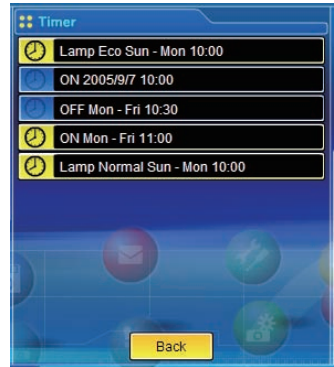 Timer
Lamp Eco Sun - Mon 10:00
ON 2005/9/7 10:00
OFF Mon - Fri 10:30
ON Mon - Fri 11:00
Lamp Normal Sun - Mon 10:00
Back